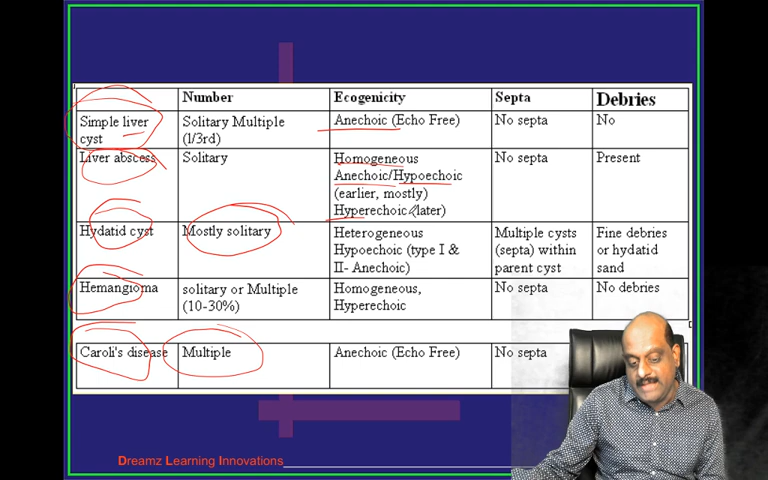 Number Ecogenicity Septa Debries
Simple liver cyst Solitary Multiple (1/3rd) Anechoic (Echo Free) No septa No
Liver abscess Solitary Homogeneous Anechoic/Hypoechoic (earlier, mostly) Hyperechoic (later) No septa Present
Hydatid cyst Mostly solitary Heterogeneous Hypoechoic (type I & II- Anechoic) Multiple cysts (septa) within parent cyst Fine debries or hydatid sand
Hemangioma solitary or Multiple (10-30%) Homogeneous, Hyperechoic No septa No debries
Caroli's disease Multiple Anechoic (Echo Free) No septa
Dreamz Learning Innovations